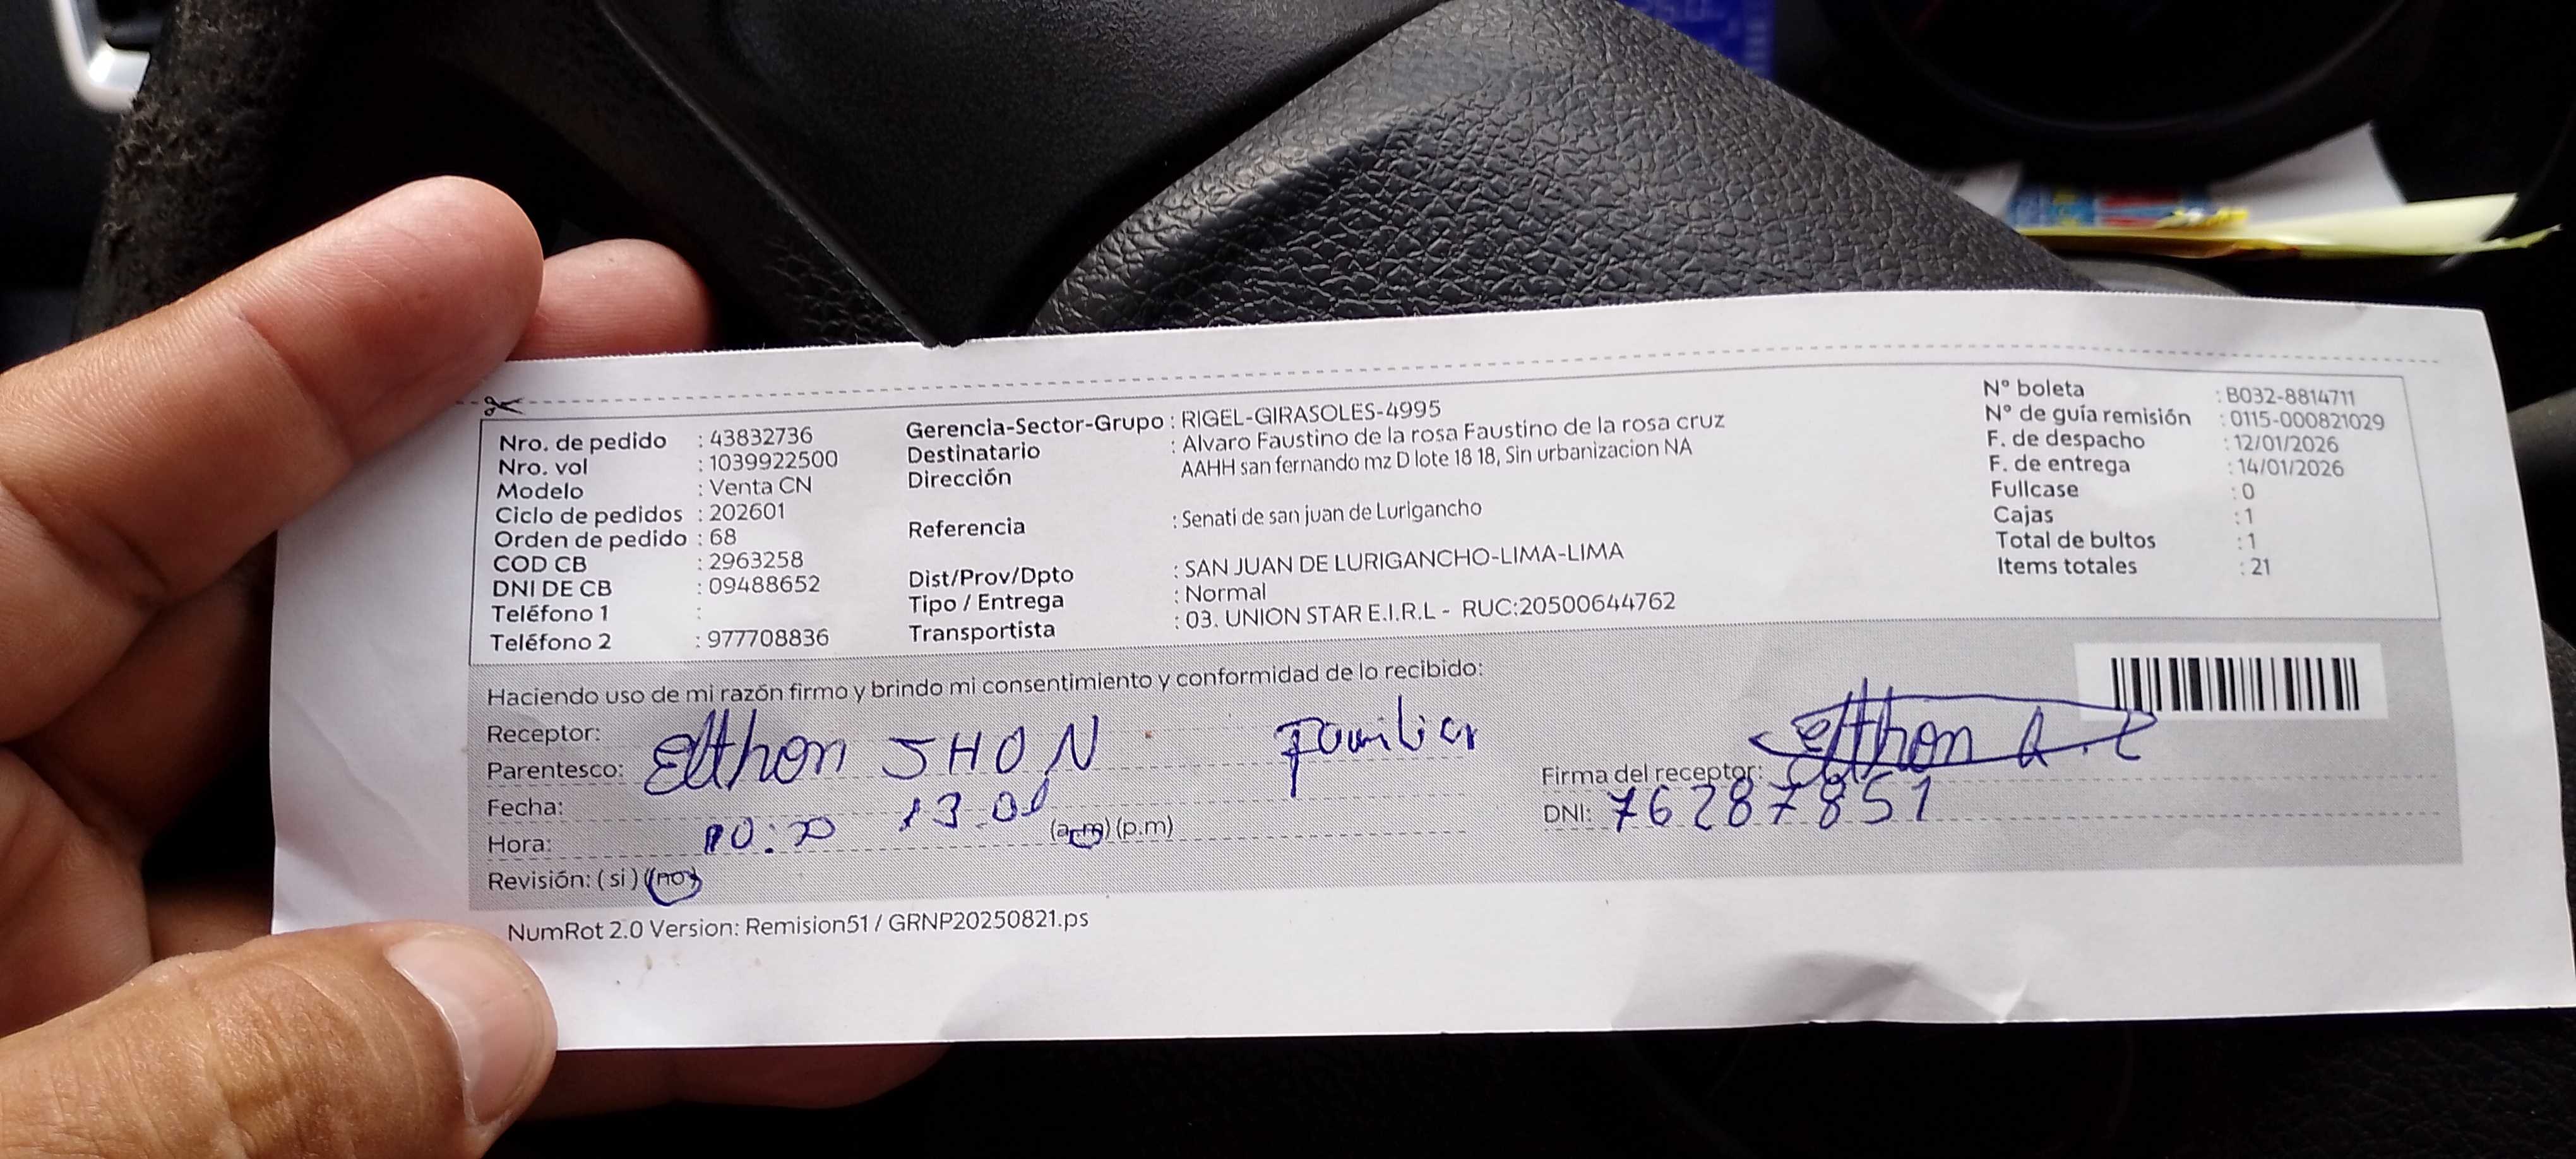 Nro. de pedido : 43832736
Nro. vol : 1039922500
Modelo : Venta CN
Ciclo de pedidos : 202601
Orden de pedido : 68
COD CB : 2963258
DNI DE CB : 09488652
Teléfono 1 :
Teléfono 2 : 977708836
Gerencia-Sector-Grupo : RIGEL-GIRASOLES-4995
Destinatario : Alvaro Faustino de la rosa Faustino de la rosa cruz
Dirección AAHH san fernando mz D lote 18 18, Sin urbanizacion NA
Referencia : Senati de san juan de Lurigancho
Dist/Prov/Dpto : SAN JUAN DE LURIGANCHO-LIMA-LIMA
Tipo / Entrega : Normal
Transportista : 03. UNION STAR E.I.R.L - RUC:20500644762
N° boleta : B032-8814711
N° de guía remisión : 0115-000821029
F. de despacho : 12/01/2026
F. de entrega : 14/01/2026
Fullcase : 0
Cajas : 1
Total de bultos : 1
Items totales : 21
Haciendo uso de mi razón firmo y brindo mi consentimiento y conformidad de lo recibido:
Receptor: Elthon JHON Familiar
Parentesco:
Fecha: 13.01
Hora: (a.m) (p.m)
Revisión: ( si ) (no)
Elthon
Firma del receptor:
DNI: 76287851
NumRot 2.0 Version: Remision51 / GRNP20250821.ps